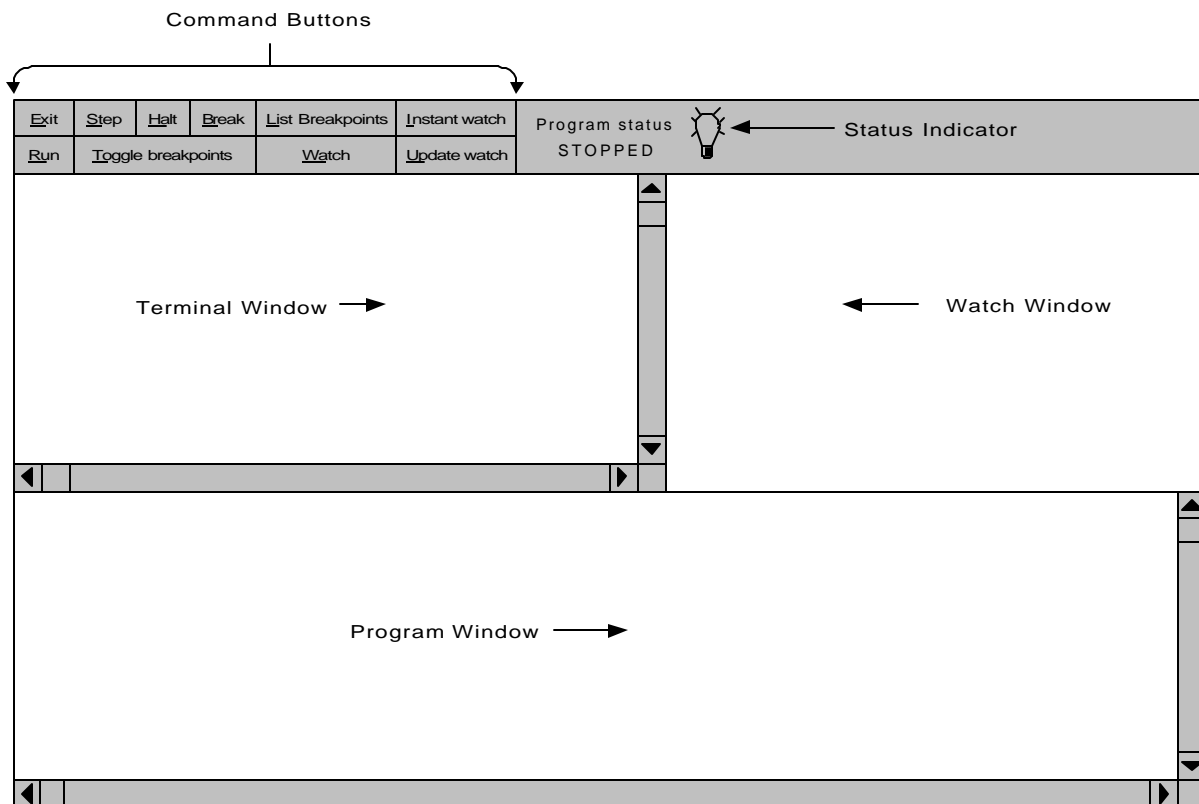 Command Buttons
Exit Step Halt Break List Breakpoints Instant watch
Run Toggle breakpoints Watch Update watch
Program status
STOPPED
Status Indicator
Terminal Window
Watch Window
Program Window